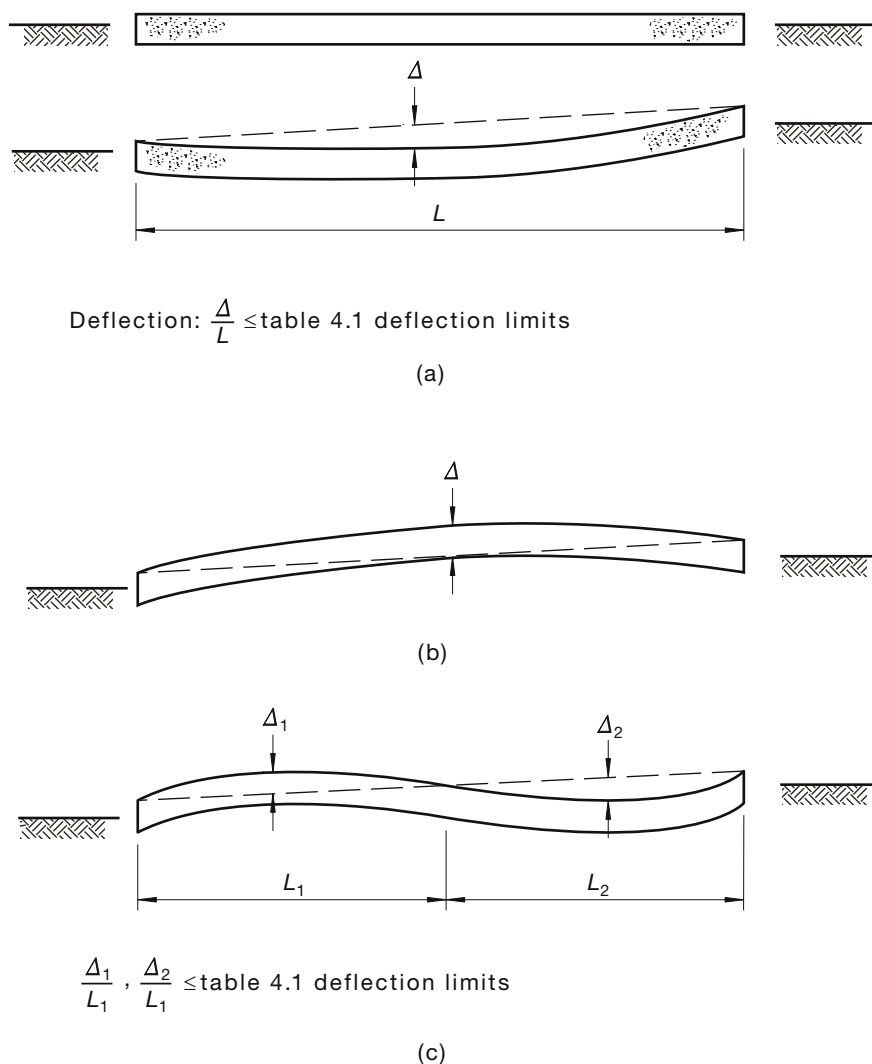 Δ
L
Deflection: Δ/L ≤ table 4.1 deflection limits
(a)
Δ
(b)
Δ₁ Δ₂
L₁ L₂
Δ₁/L₁ , Δ₂/L₁ ≤ table 4.1 deflection limits
(c)